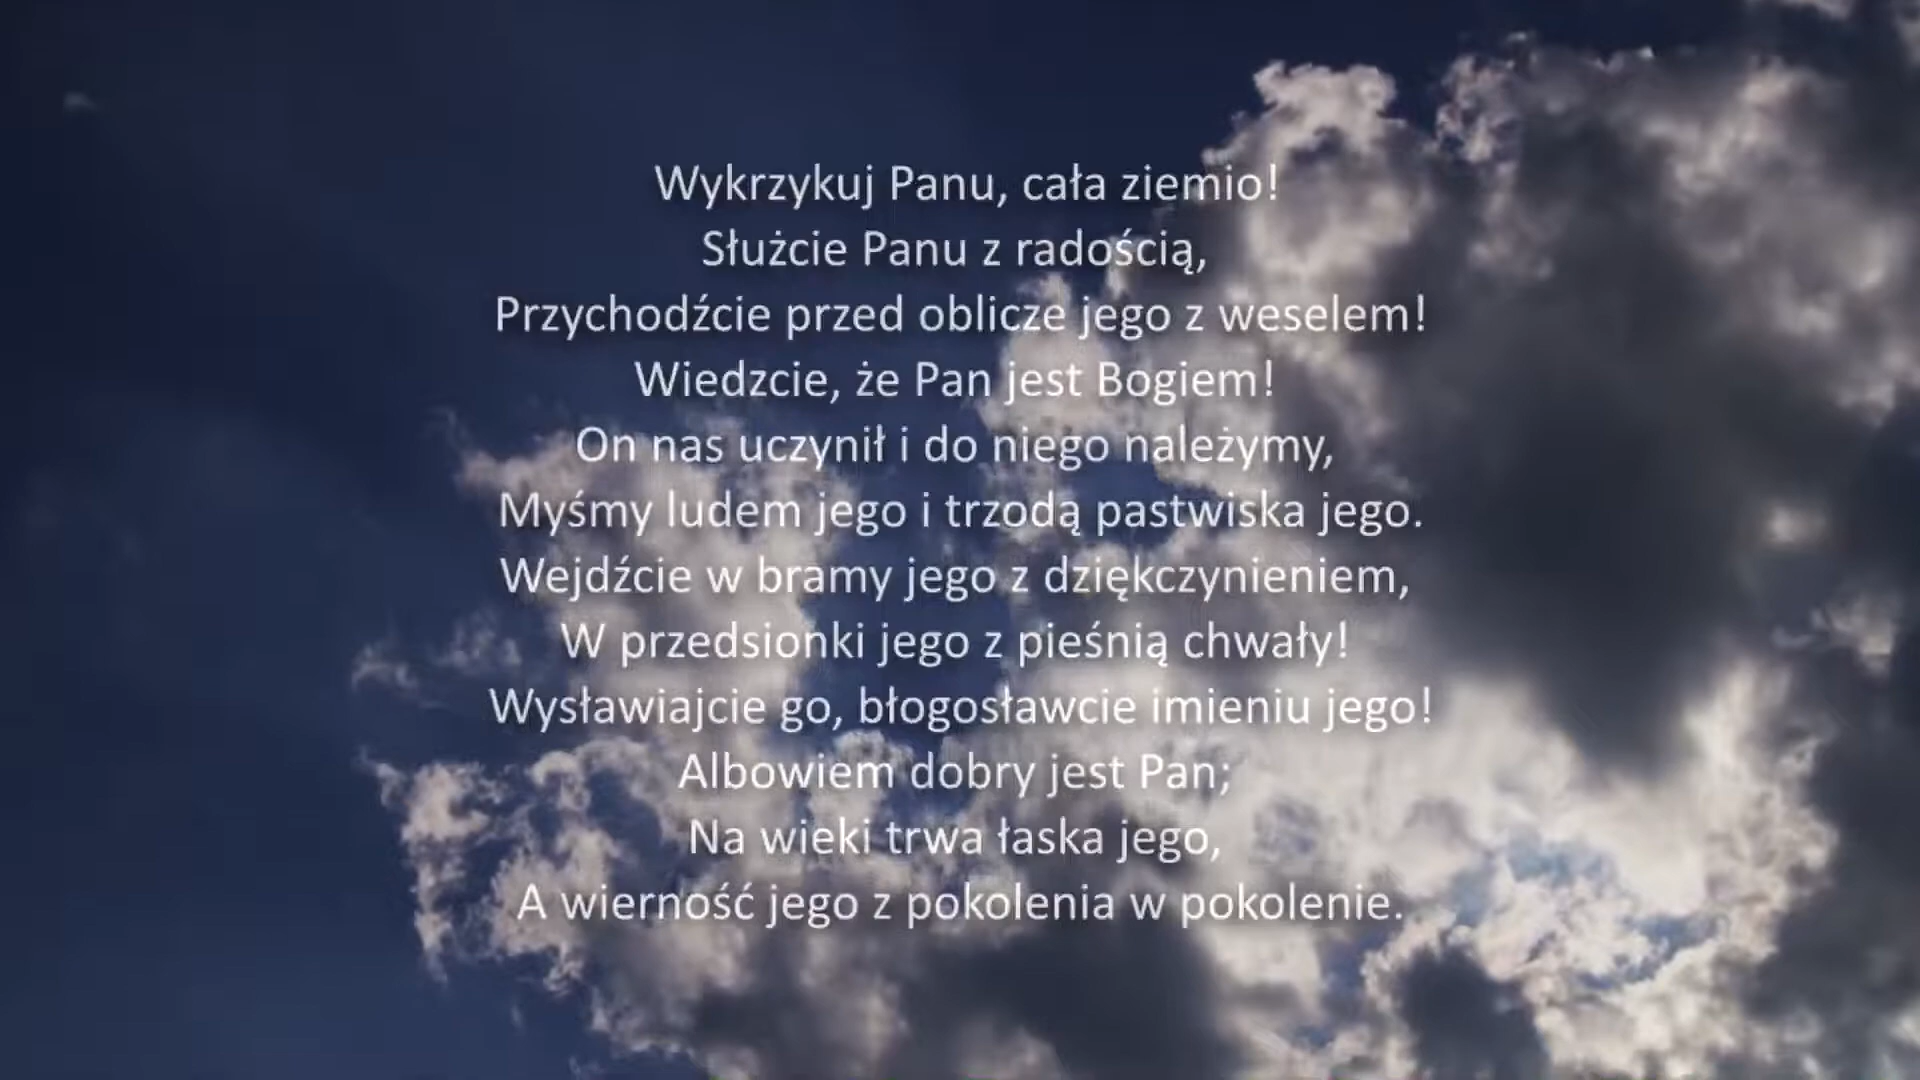 Wykrzykuj Panu, cała ziemio!
Służcie Panu z radością,
Przychodźcie przed oblicze jego z weselem!
Wiedzcie, że Pan jest Bogiem!
On nas uczynił i do niego należymy,
Myśmy ludem jego i trzodą pastwiska jego.
Wejdźcie w bramy jego z dziękczynieniem,
W przedsionki jego z pieśnią chwały!
Wysławiajcie go, błogosławcie imieniu jego!
Albowiem dobry jest Pan;
Na wieki trwa łaska jego,
A wierność jego z pokolenia w pokolenie.